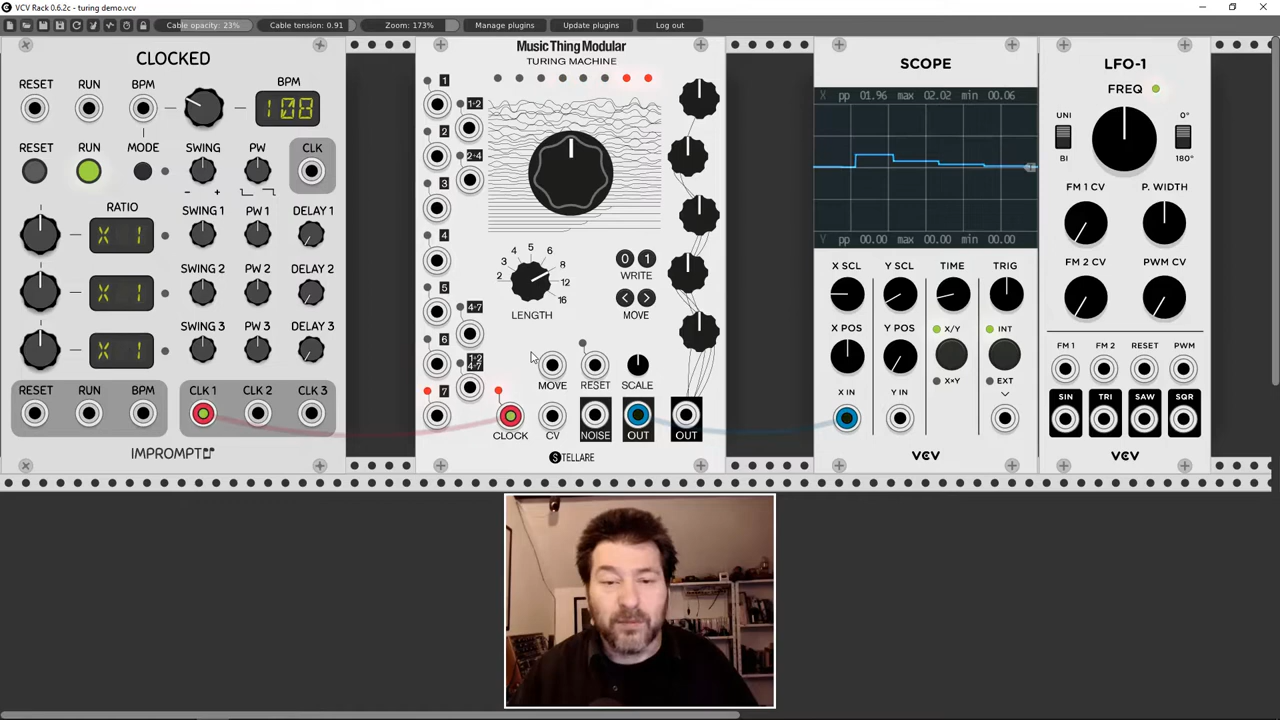 VCV Rack 0.6.2c - turing demo.vcv
Cable opacity: 23%
Cable tension: 0.91
Zoom: 173%
Manage plugins
Update plugins
Log out
CLOCKED
RESET RUN BPM
BPM
108
RESET RUN MODE
SWING PW
CLK
- +
RATIO
SWING 1 PW 1 DELAY 1
X 1
SWING 2 PW 2 DELAY 2
X 1
SWING 3 PW 3 DELAY 3
X 1
RESET RUN BPM
CLK 1 CLK 2 CLK 3
IMPROMPTU
Music Thing Modular
TURING MACHINE
1
1-2
2
2-4
3
4
5
4-7
6
1-2
4-7
7
2 3 4 5 6 8 12 16
LENGTH
0 1
WRITE
< >
MOVE
MOVE RESET SCALE
CLOCK CV NOISE OUT OUT
STELLARE
SCOPE
X pp 01.96 max 02.02 min 00.06
T
Y pp 00.00 max 00.00 min 00.00
X SCL Y SCL TIME TRIG
X POS Y POS X/Y INT
X×Y EXT
X IN Y IN
VCV
LFO-1
FREQ
UNI 0°
BI 180°
FM 1 CV P. WIDTH
FM 2 CV PWM CV
FM 1 FM 2 RESET PWM
SIN TRI SAW SQR
VCV